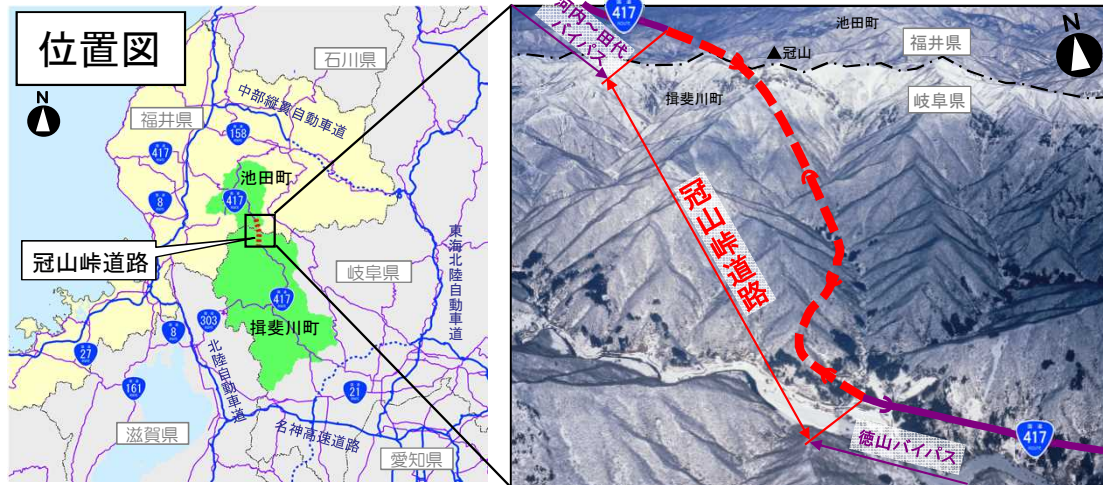 位置図
N
石川県
中部縦貫自動車道
福井県
158
417
池田町
8
417
冠山峠道路
岐阜県
東海北陸自動車道
417
揖斐川町
303
8
27
北陸自動車道
161
21
滋賀県
名神高速道路
愛知県
417
河内～田代
バイパス
池田町
N
▲冠山
福井県
揖斐川町
岐阜県
冠山峠道路
徳山バイパス
417